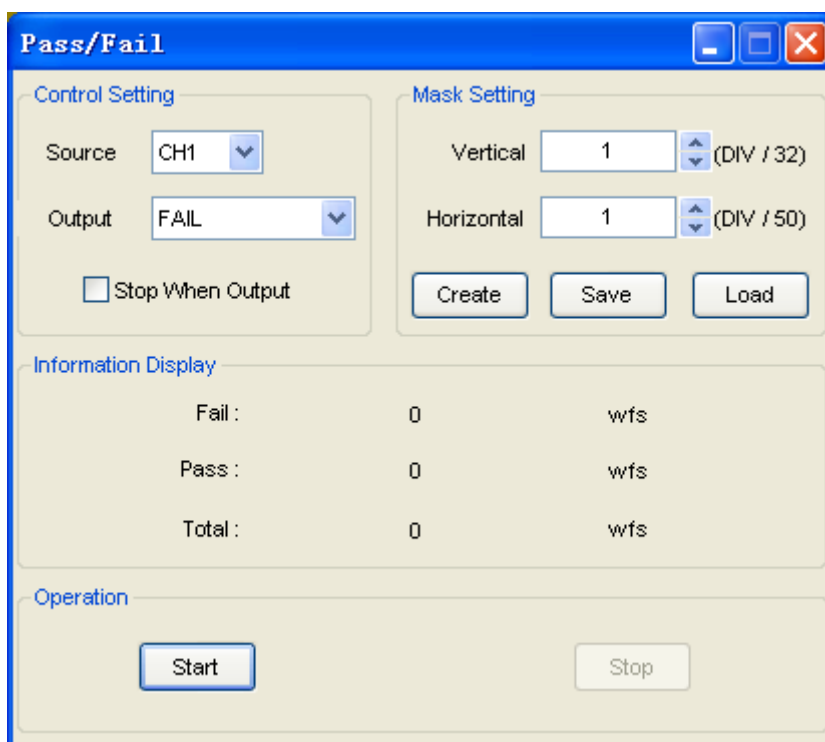 Pass/Fail
Control Setting
Source CH1
Output FAIL
Stop When Output
Mask Setting
Vertical 1 (DIV / 32)
Horizontal 1 (DIV / 50)
Create Save Load
Information Display
Fail : 0 wfs
Pass : 0 wfs
Total : 0 wfs
Operation
Start Stop